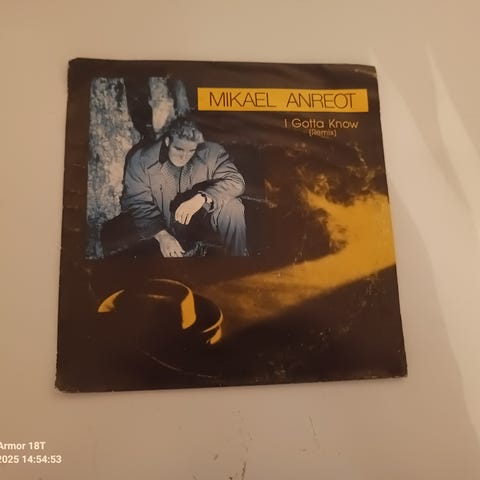 MIKAEL ANREOT
I Gotta Know
(Remix)
Armor 18T
2025 14:54:53